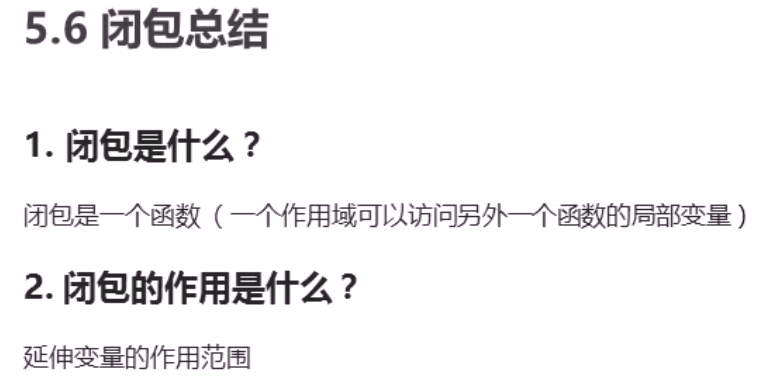 5.6 闭包总结
1. 闭包是什么？
闭包是一个函数（一个作用域可以访问另外一个函数的局部变量）
2. 闭包的作用是什么？
延伸变量的作用范围